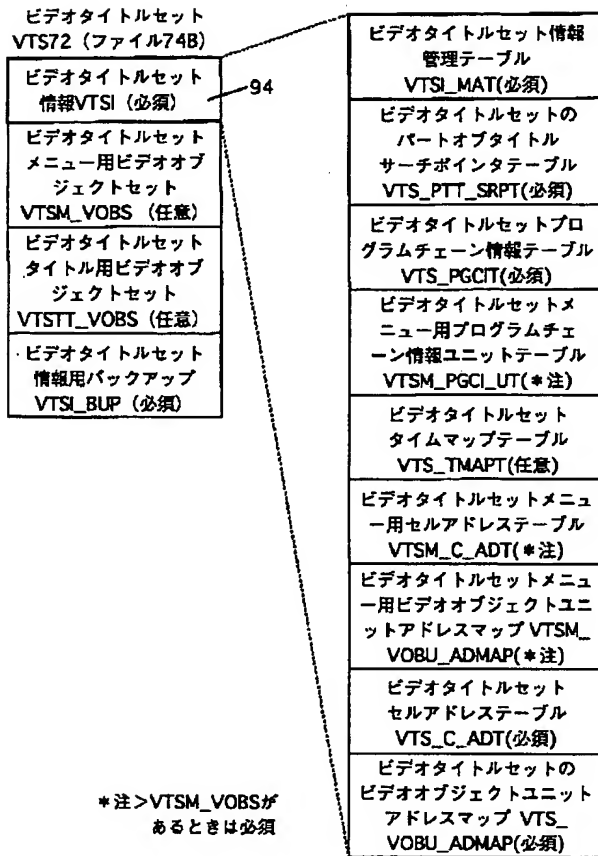 ビデオタイトルセット
VTS72（ファイル74B）
ビデオタイトルセット
情報VTSI（必須）
94
ビデオタイトルセット
メニュー用ビデオオブ
ジェクトセット
VTSM_VOBS（任意）
ビデオタイトルセット
タイトル用ビデオオブ
ジェクトセット
VTSTT_VOBS（任意）
ビデオタイトルセット
情報用バックアップ
VTSI_BUP（必須）
ビデオタイトルセット情報
管理テーブル
VTSI_MAT(必須)
ビデオタイトルセットの
パートオブタイトル
サーチポインタテーブル
VTS_PTT_SRPT(必須)
ビデオタイトルセットプロ
グラムチェーン情報テーブル
VTS_PGCIT(必須)
ビデオタイトルセットメ
ニュー用プログラムチェ
ーン情報ユニットテーブル
VTSM_PGCI_UT(＊注)
ビデオタイトルセット
タイムマップテーブル
VTS_TMAPT(任意)
ビデオタイトルセットメニュ
ー用セルアドレステーブル
VTSM_C_ADT(＊注)
ビデオタイトルセットメニュ
ー用ビデオオブジェクトユニ
ットアドレスマップ VTSM_
VOBU_ADMAP(＊注)
ビデオタイトルセット
セルアドレステーブル
VTS_C_ADT(必須)
ビデオタイトルセットの
ビデオオブジェクトユニット
アドレスマップ VTS_
VOBU_ADMAP(必須)
＊注>VTSM_VOBSが
あるときは必須